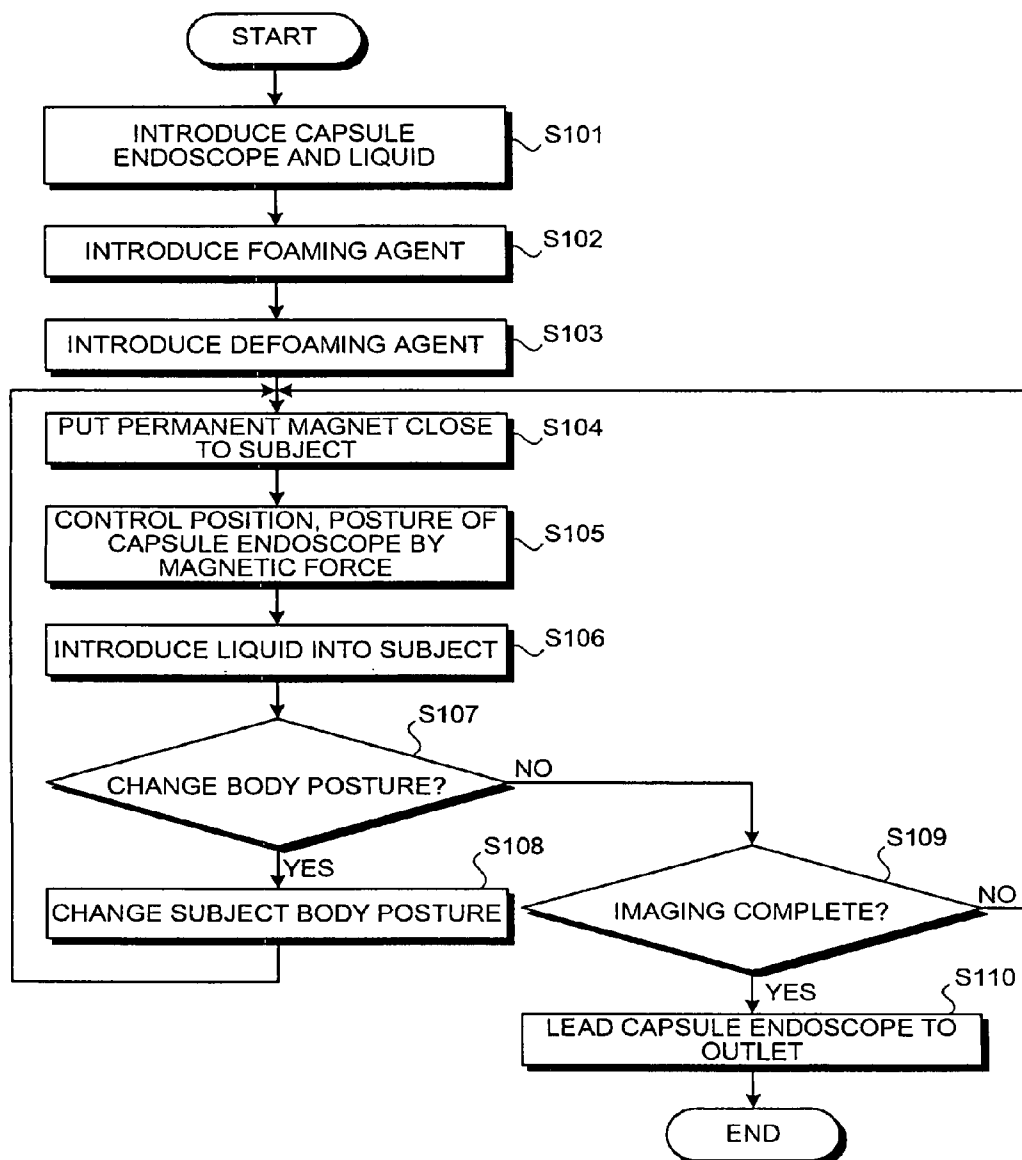 START
INTRODUCE CAPSULE
ENDOSCOPE AND LIQUID
S101
INTRODUCE FOAMING AGENT
S102
INTRODUCE DEFOAMING AGENT
S103
PUT PERMANENT MAGNET CLOSE
TO SUBJECT
S104
CONTROL POSITION, POSTURE OF
CAPSULE ENDOSCOPE BY
MAGNETIC FORCE
S105
INTRODUCE LIQUID INTO SUBJECT
S106
S107
CHANGE BODY POSTURE?
NO
YES
S108
CHANGE SUBJECT BODY POSTURE
S109
IMAGING COMPLETE?
NO
YES
S110
LEAD CAPSULE ENDOSCOPE TO
OUTLET
END